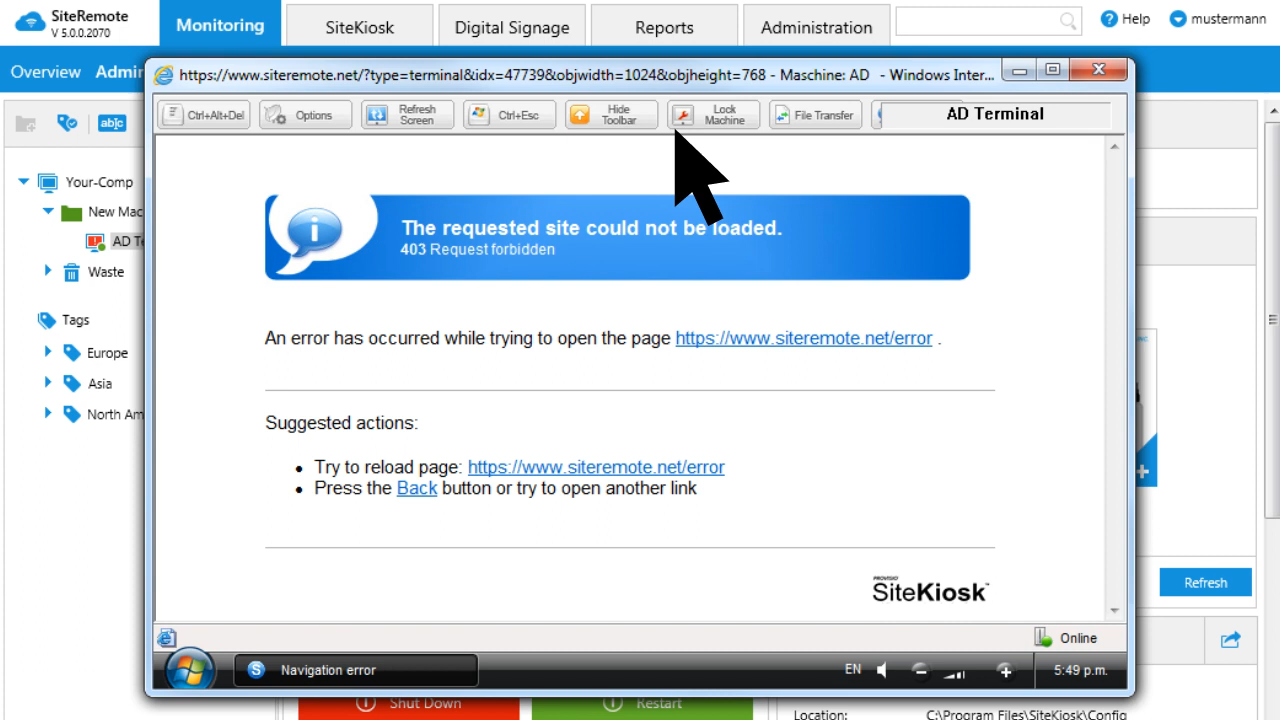 SiteRemote
V 5.0.0.2070
Monitoring
SiteKiosk
Digital Signage
Reports
Administration
Help
mustermann
Overview
https://www.siteremote.net/?type=terminal&idx=47739&objwidth=1024&objheight=768 - Maschine: AD - Windows Inter...
Ctrl+Alt+Del
Options
Refresh
Screen
Ctrl+Esc
Hide
Toolbar
Lock
Machine
File Transfer
AD Terminal
ab|c
Your-Comp
New Mac
AD Te
Waste
Tags
Europe
Asia
North Am
The requested site could not be loaded.
403 Request forbidden
An error has occurred while trying to open the page https://www.siteremote.net/error .
Suggested actions:
• Try to reload page: https://www.siteremote.net/error
• Press the Back button or try to open another link
PROVISIO
SiteKiosk™
Refresh
Online
Navigation error
EN
5:49 p.m.
Shut Down
Restart
Location:
C:\Program Files\SiteKiosk\Config